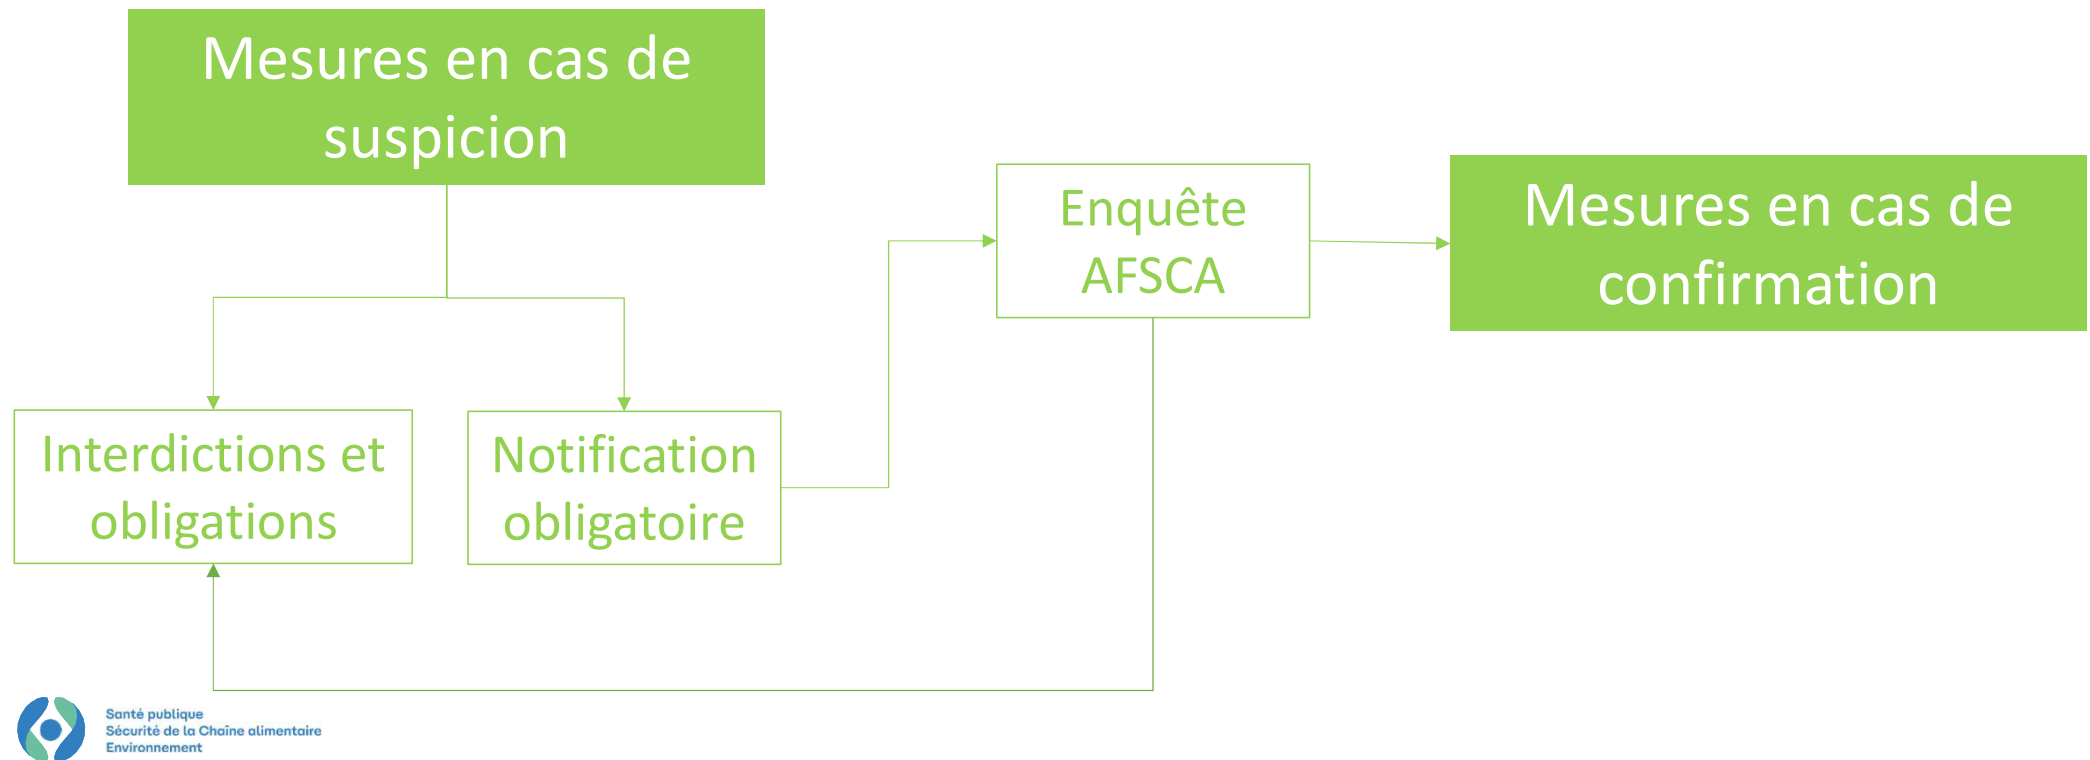 Mesures en cas de
suspicion
Enquête
AFSCA
Mesures en cas de
confirmation
Interdictions et
obligations
Notification
obligatoire
Santé publique
Sécurité de la Chaîne alimentaire
Environnement